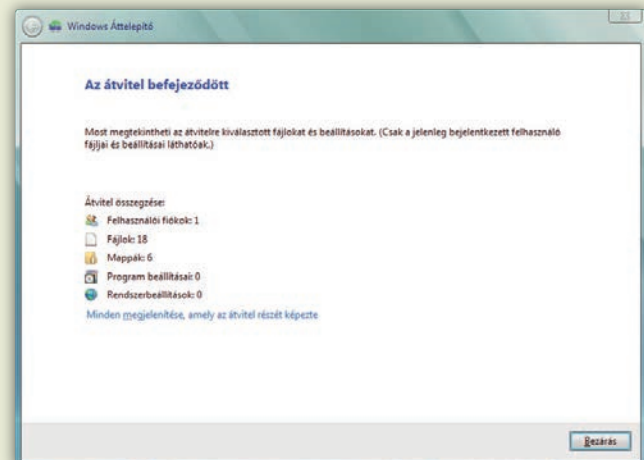 Windows Áttelepítő
Az átvitel befejeződött
Most megtekintheti az átvitelre kiválasztott fájlokat és beállításokat. (Csak a jelenleg bejelentkezett felhasználó
fájljai és beállításai láthatóak.)
Átvitel összegzése:
Felhasználói fiókok: 1
Fájlok: 18
Mappák: 6
Program beállításai: 0
Rendszerbeállítások: 0
Minden megjelenítése, amely az átvitel részét képezte
Bezárás